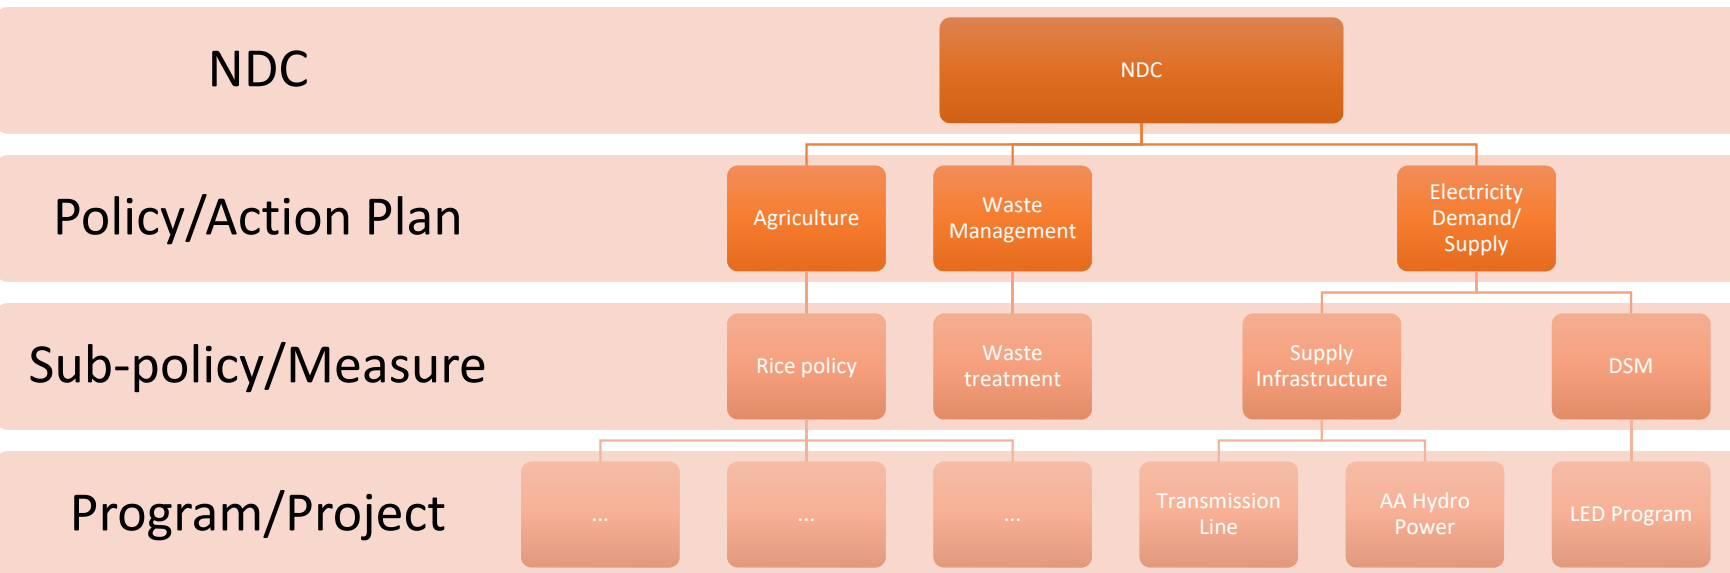 NDC
NDC
Policy/Action Plan
Agriculture
Waste
Management
Electricity
Demand/
Supply
Sub-policy/Measure
Rice policy
Waste
treatment
Supply
Infrastructure
DSM
Program/Project
...
...
...
Transmission
Line
AA Hydro
Power
LED Program